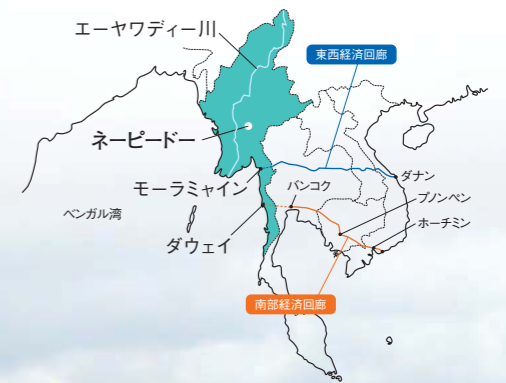 エーヤワディー川
東西経済回廊
ネーピードー
モーラミャイン
バンコク
ダナン
プノンペン
ベンガル湾
ホーチミン
ダウェイ
南部経済回廊